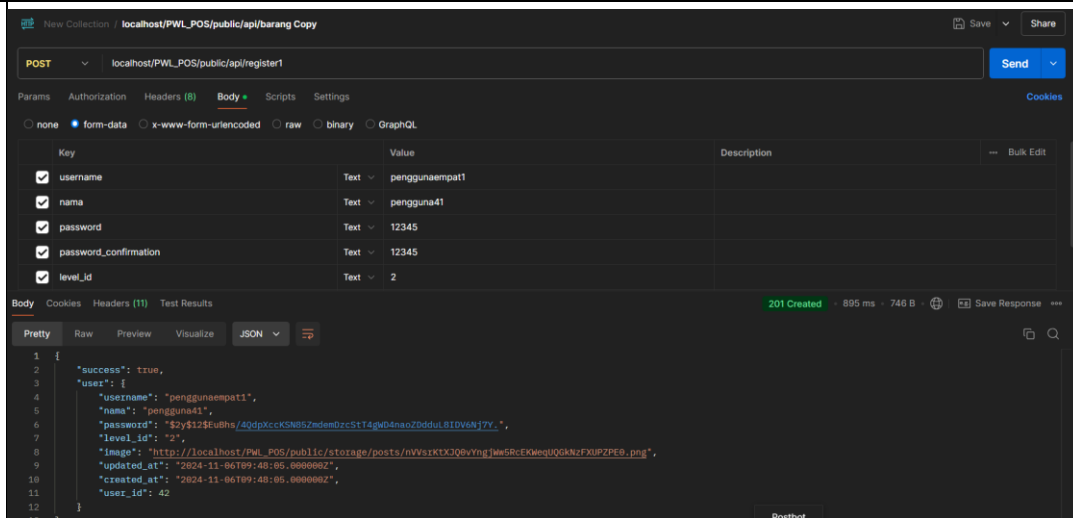 New Collection / localhost/PWL_POS/public/api/barang Copy Save Share
POST localhost/PWL_POS/public/api/register1 Send
Params Authorization Headers (8) Body Scripts Settings Cookies
none form-data x-www-form-urlencoded raw binary GraphQL
Key Value Description Bulk Edit
username Text penggunaempat1
nama Text pengguna41
password Text 12345
password_confirmation Text 12345
level_id Text 2
Body Cookies Headers (11) Test Results 201 Created 895 ms 746 B Save Response
Pretty Raw Preview Visualize JSON
1 {
2 "success": true,
3 "user": {
4 "username": "penggunaempat1",
5 "nama": "pengguna41",
6 "password": "$2y$12$EuBhs/4QdpXccKSN85ZmdemDzcStT4gWD4naoZDdduL8IDV6Nj7Y.",
7 "level_id": "2",
8 "image": "http://localhost/PWL_POS/public/storage/posts/nVVsrKtXJQ0vYngjWw5RcEKWeqUQGkNzFXUPZPE0.png",
9 "updated_at": "2024-11-06T09:48:05.000000Z",
10 "created_at": "2024-11-06T09:48:05.000000Z",
11 "user_id": 42
12 }
Postbot